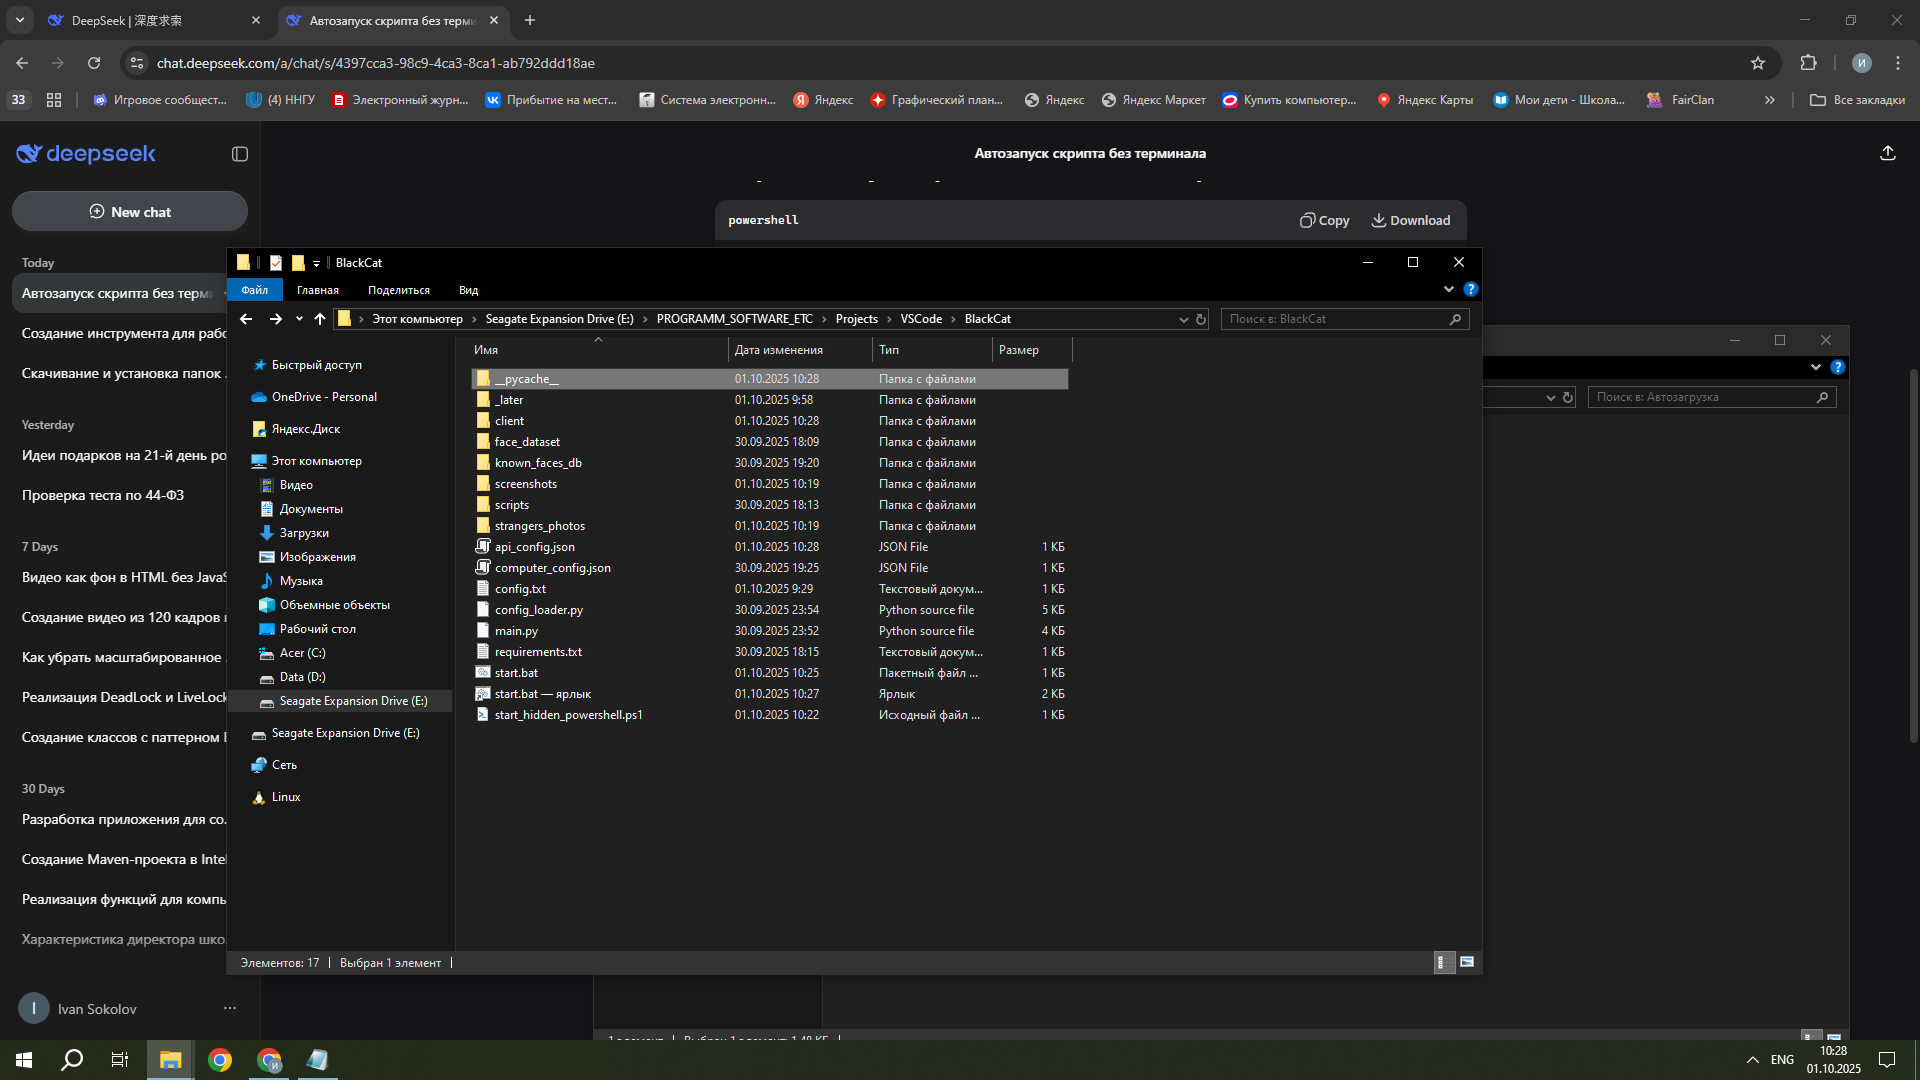 DeepSeek | 深度求索
Автозапуск скрипта без терми
chat.deepseek.com/a/chat/s/4397cca3-98c9-4ca3-8ca1-ab792ddd18ae
33
Игровое сообщест...
(4) ННГУ
Электронный журн...
Прибытие на мест...
Система электронн...
Яндекс
Графический план...
Яндекс
Яндекс Маркет
Купить компьютер...
Яндекс Карты
Мои дети - Школа...
FairClan
Все закладки
deepseek
New chat
Today
Автозапуск скрипта без терми
Создание инструмента для рабо
Скачивание и установка папок .
Yesterday
Идеи подарков на 21-й день ро
Проверка теста по 44-ФЗ
7 Days
Видео как фон в HTML без JavaS
Создание видео из 120 кадров
Как убрать масштабированное .
Реализация DeadLock и LiveLock
Создание классов с паттерном
30 Days
Разработка приложения для со.
Создание Maven-проекта в Intel
Реализация функций для компь
Характеристика директора шко.
I Ivan Sokolov
Автозапуск скрипта без терминала
powershell
Copy
Download
BlackCat
Файл
Главная
Поделиться
Вид
Этот компьютер
Seagate Expansion Drive (E:)
PROGRAMM_SOFTWARE_ETC
Projects
VSCode
BlackCat
Поиск в: BlackCat
Быстрый доступ
OneDrive - Personal
Яндекс.Диск
Этот компьютер
Видео
Документы
Загрузки
Изображения
Музыка
Объемные объекты
Рабочий стол
Acer (C:)
Data (D:)
Seagate Expansion Drive (E:)
Seagate Expansion Drive (E:)
Сеть
Linux
Имя Дата изменения Тип Размер
__pycache__ 01.10.2025 10:28 Папка с файлами
_later 01.10.2025 9:58 Папка с файлами
client 01.10.2025 10:28 Папка с файлами
face_dataset 30.09.2025 18:09 Папка с файлами
known_faces_db 30.09.2025 19:20 Папка с файлами
screenshots 01.10.2025 10:19 Папка с файлами
scripts 30.09.2025 18:13 Папка с файлами
strangers_photos 01.10.2025 10:19 Папка с файлами
api_config.json 01.10.2025 10:28 JSON File 1 КБ
computer_config.json 30.09.2025 19:25 JSON File 1 КБ
config.txt 01.10.2025 9:29 Текстовый докум... 1 КБ
config_loader.py 30.09.2025 23:54 Python source file 5 КБ
main.py 30.09.2025 23:52 Python source file 4 КБ
requirements.txt 30.09.2025 18:15 Текстовый докум... 1 КБ
start.bat 01.10.2025 10:25 Пакетный файл ... 1 КБ
start.bat — ярлык 01.10.2025 10:27 Ярлык 2 КБ
start_hidden_powershell.ps1 01.10.2025 10:22 Исходный файл ... 1 КБ
Элементов: 17
Выбран 1 элемент
Поиск в: Автозагрузка
1 элемент
Выбран 1 элемент: 1,48 КБ
ENG
10:28
01.10.2025